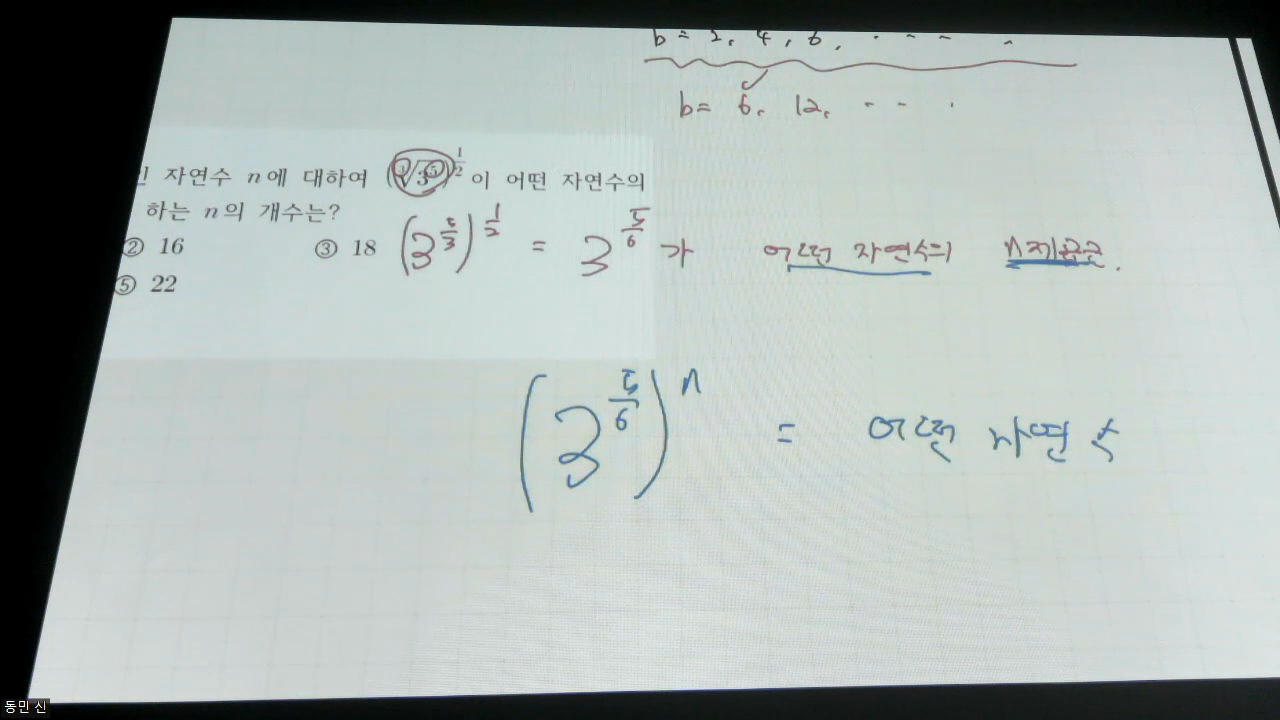 b = 2, 4, 6, . - - -
b = 6, 12, - - .
자연수 n에 대하여 (∛3⁵)^(1/2) 이 어떤 자연수의
하는 n의 개수는?
② 16 ③ 18 (3^(5/3))^(1/2) = 3^(5/6) 가 어떤 자연수의 n제곱근.
⑤ 22
(3^(5/6))^n = 어떤 자연수
동민 신